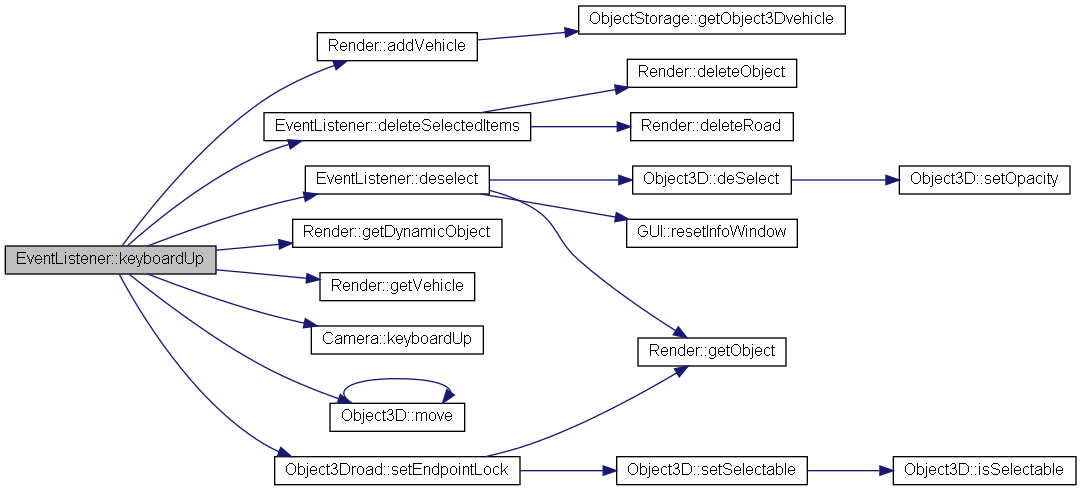 ObjectStorage::getObject3Dvehicle
Render::addVehicle
Render::deleteObject
EventListener::deleteSelectedItems
Render::deleteRoad
EventListener::deselect
Object3D::deSelect
Object3D::setOpacity
Render::getDynamicObject
GUI::resetInfoWindow
EventListener::keyboardUp
Render::getVehicle
Camera::keyboardUp
Render::getObject
Object3D::move
Object3Droad::setEndpointLock
Object3D::setSelectable
Object3D::isSelectable